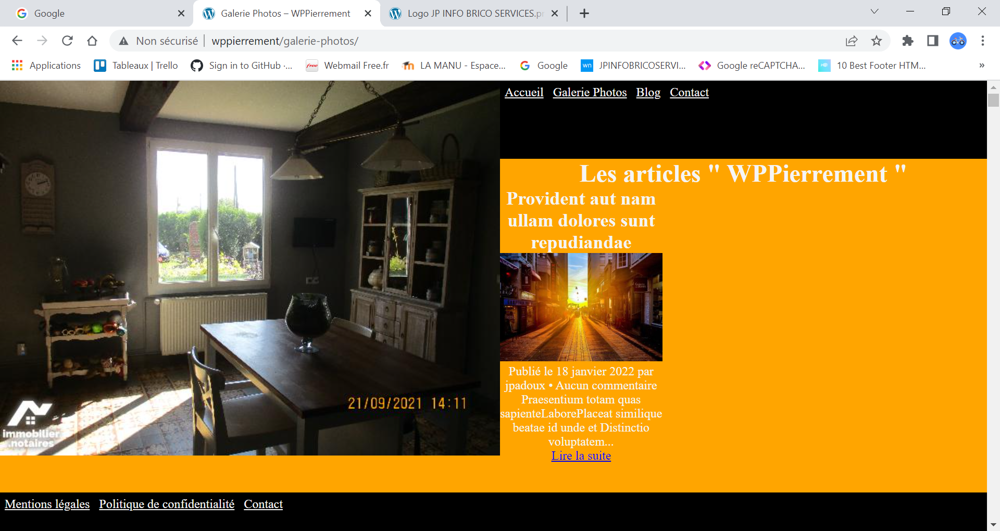 Google
Galerie Photos – WPPierrement
Logo JP INFO BRICO SERVICES.pr
Non sécurisé
wppierrement/galerie-photos/
Applications
Tableaux | Trello
Sign in to GitHub ·...
free
Webmail Free.fr
LA MANU - Espace...
Google
wn
JPINFOBRICOSERVI...
Google reCAPTCHA...
10 Best Footer HTM...
»
Accueil
Galerie Photos
Blog
Contact
Les articles " WPPierrement "
Provident aut nam
ullam dolores sunt
repudiandae
Publié le 18 janvier 2022 par
jpadoux • Aucun commentaire
Praesentium totam quas
sapienteLaborePlaceat similique
beatae id unde et Distinctio
voluptatem...
Lire la suite
21/09/2021 14:11
immobilier
.notaires
Mentions légales
Politique de confidentialité
Contact